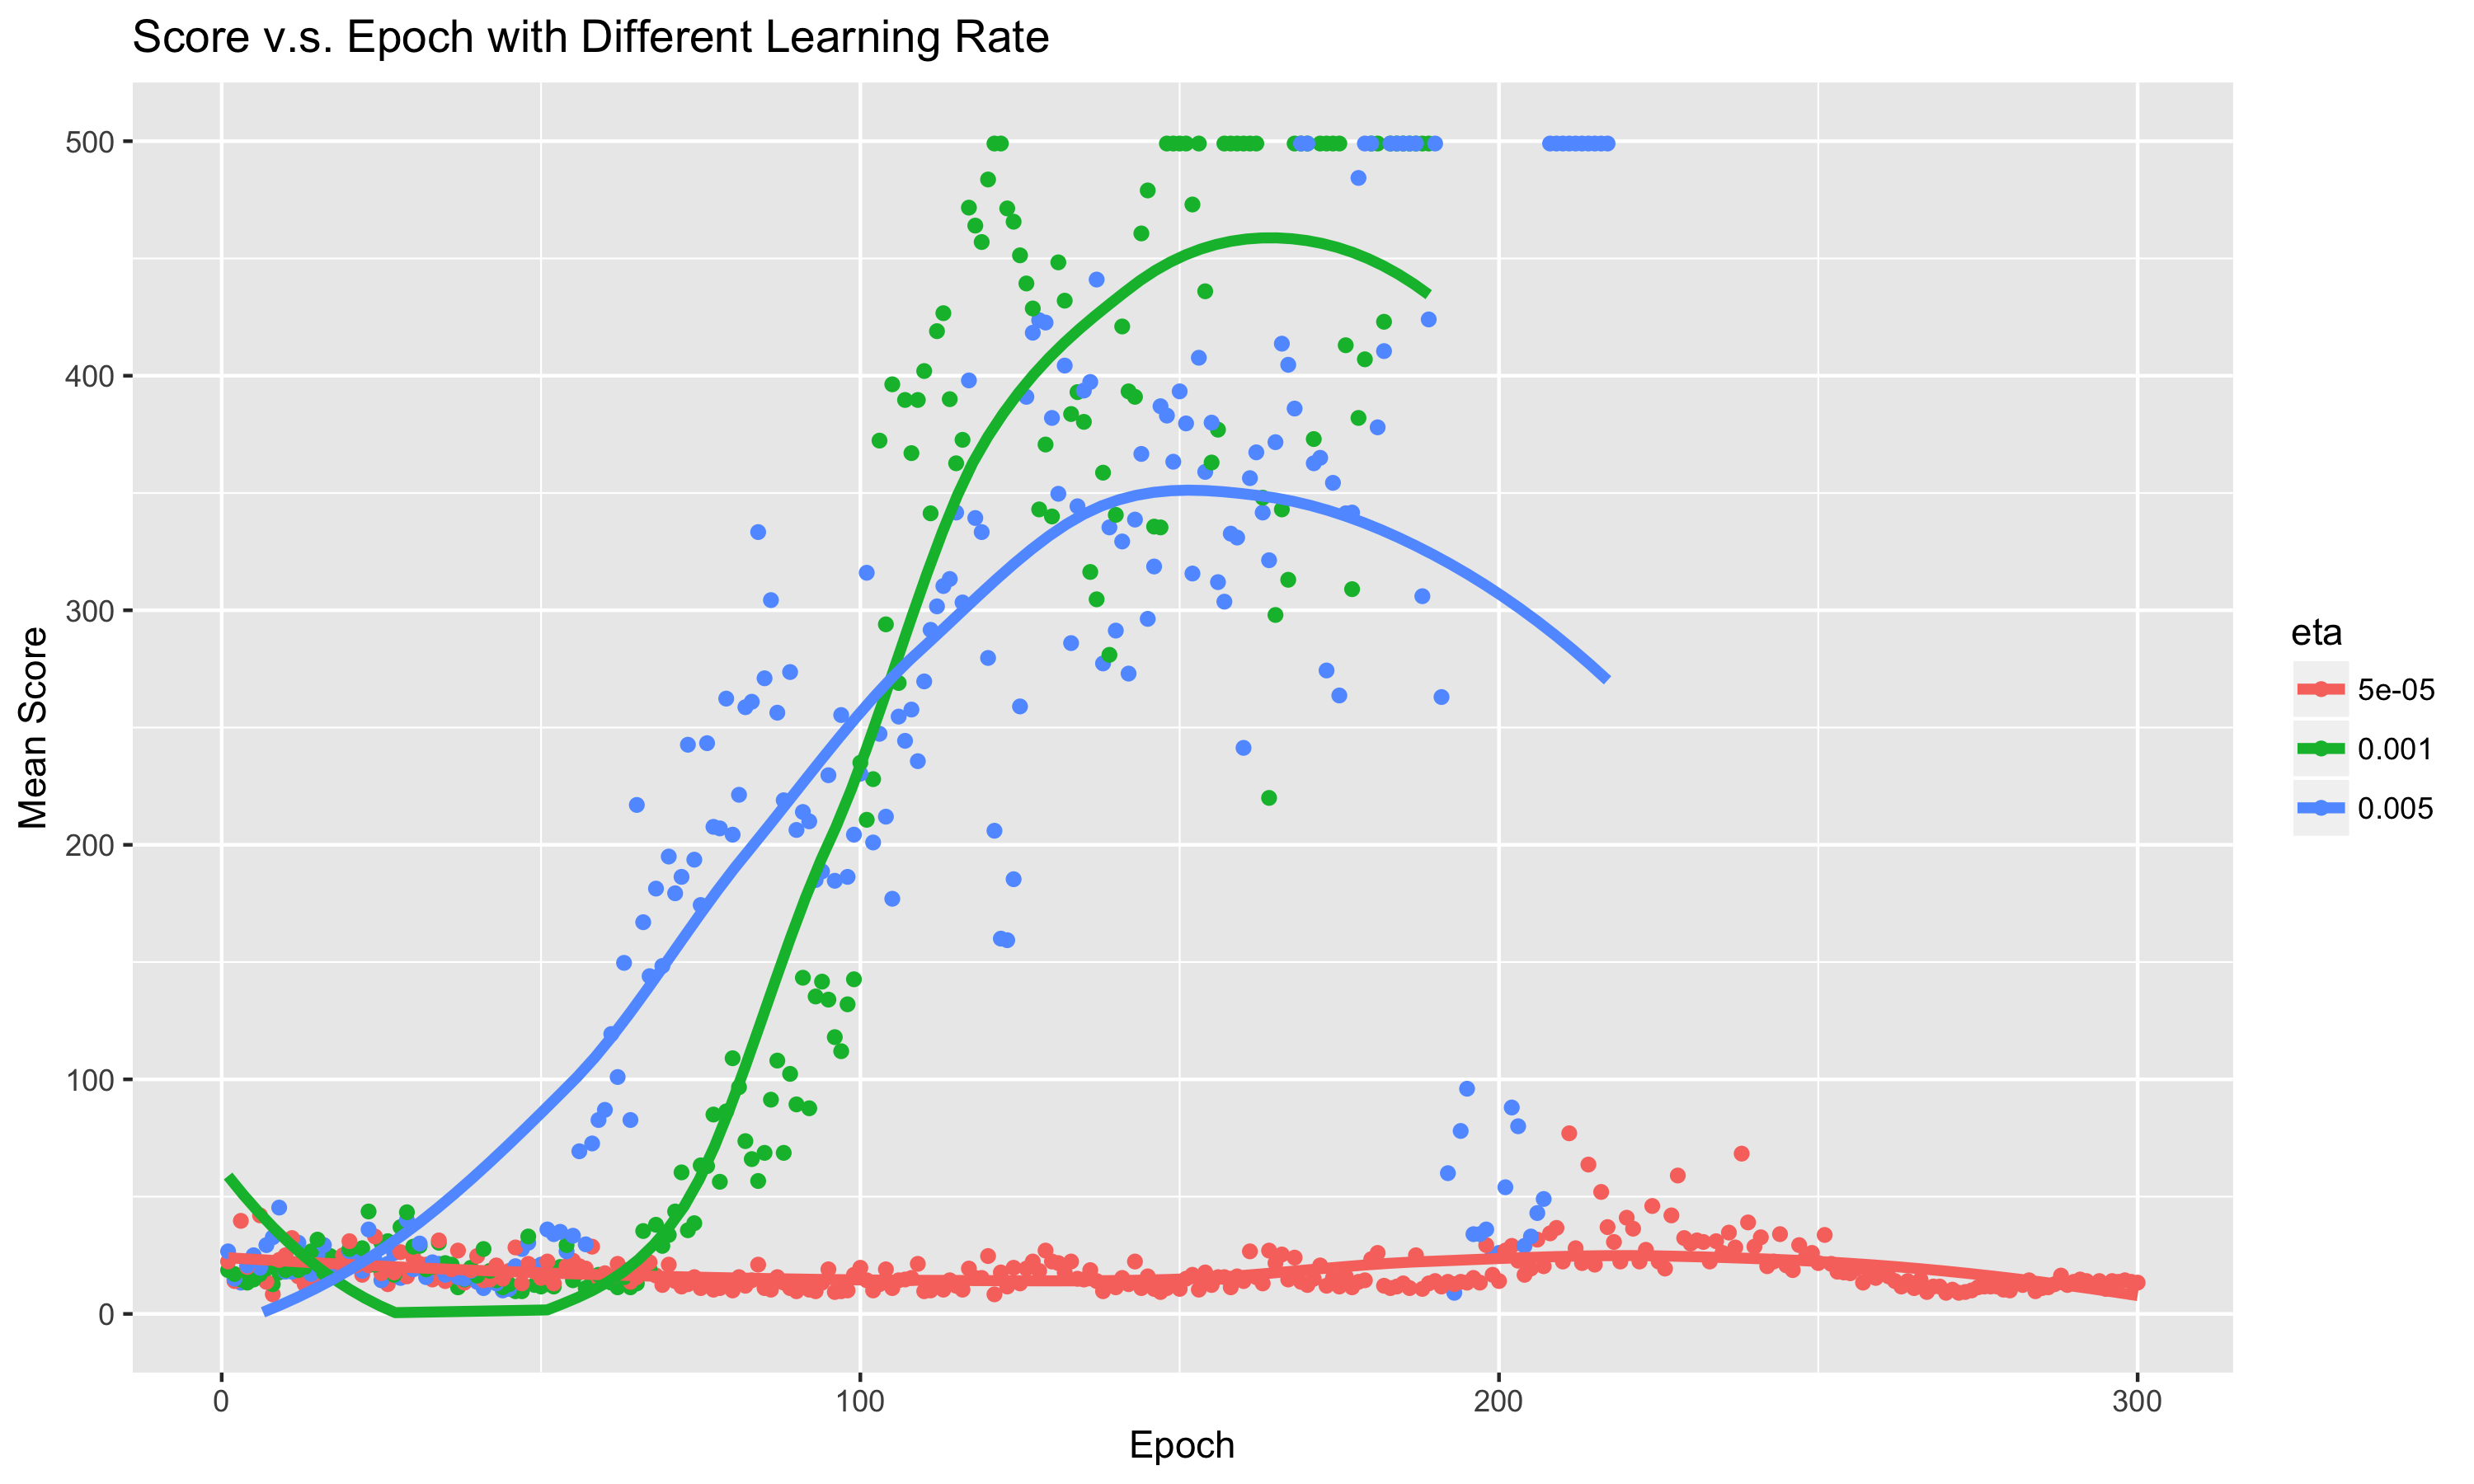 Score v.s. Epoch with Different Learning Rate
500
400
300
200
100
0
Mean Score
0 100 200 300
Epoch
eta
5e-05
0.001
0.005